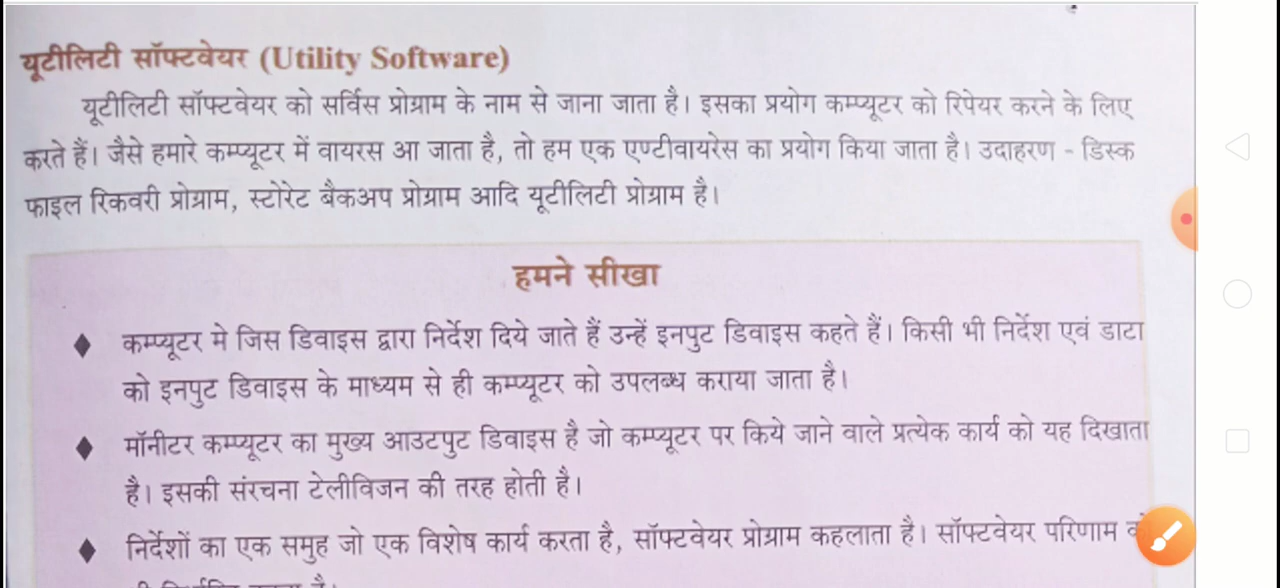 यूटीलिटी सॉफ्टवेयर (Utility Software)
यूटीलिटी सॉफ्टवेयर को सर्विस प्रोग्राम के नाम से जाना जाता है। इसका प्रयोग कम्प्यूटर को रिपेयर करने के लिए
करते हैं। जैसे हमारे कम्प्यूटर में वायरस आ जाता है, तो हम एक एण्टीवायरेस का प्रयोग किया जाता है। उदाहरण - डिस्क
फाइल रिकवरी प्रोग्राम, स्टोरेट बैकअप प्रोग्राम आदि यूटीलिटी प्रोग्राम है।
हमने सीखा
कम्प्यूटर मे जिस डिवाइस द्वारा निर्देश दिये जाते हैं उन्हें इनपुट डिवाइस कहते हैं। किसी भी निर्देश एवं डाटा
को इनपुट डिवाइस के माध्यम से ही कम्प्यूटर को उपलब्ध कराया जाता है।
मॉनीटर कम्प्यूटर का मुख्य आउटपुट डिवाइस है जो कम्प्यूटर पर किये जाने वाले प्रत्येक कार्य को यह दिखाता
है। इसकी संरचना टेलीविजन की तरह होती है।
निर्देशों का एक समुह जो एक विशेष कार्य करता है, सॉफ्टवेयर प्रोग्राम कहलाता है। सॉफ्टवेयर परिणाम